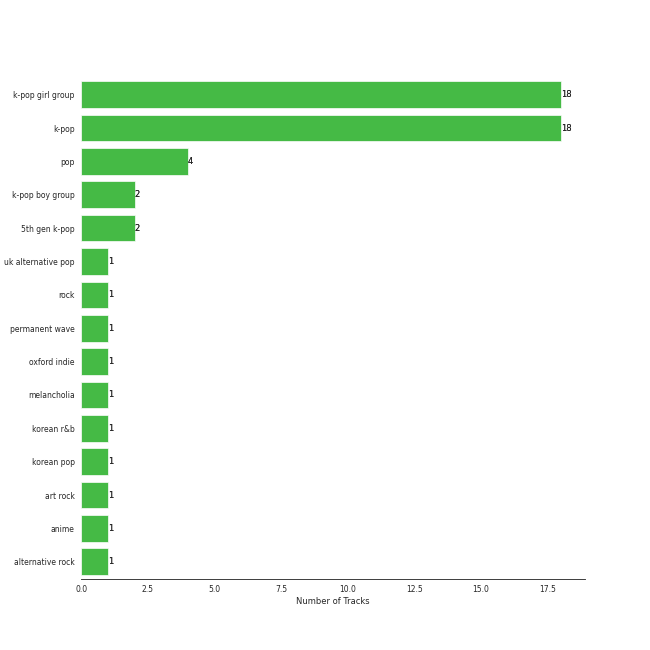 k-pop girl group 18
k-pop 18
pop 4
k-pop boy group 2
5th gen k-pop 2
uk alternative pop 1
rock 1
permanent wave 1
oxford indie 1
melancholia 1
korean r&b 1
korean pop 1
art rock 1
anime 1
alternative rock 1
0.0 2.5 5.0 7.5 10.0 12.5 15.0 17.5
Number of Tracks